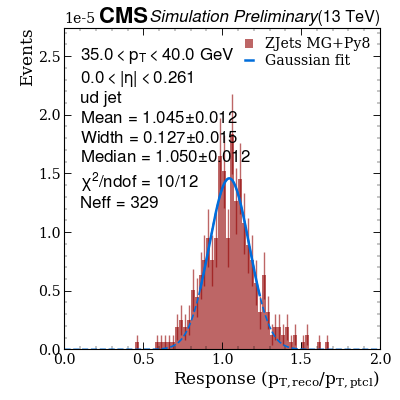 1e-5 CMS Simulation Preliminary (13 TeV)
Events
35.0 < pT < 40.0 GeV
0.0 < |η| < 0.261
ud jet
Mean = 1.045±0.012
Width = 0.127±0.015
Median = 1.050±0.012
χ²/ndof = 10/12
Neff = 329
ZJets MG+Py8
Gaussian fit
2.5
2.0
1.5
1.0
0.5
0.0
0.0 0.5 1.0 1.5 2.0
Response (pT,reco/pT,ptcl)